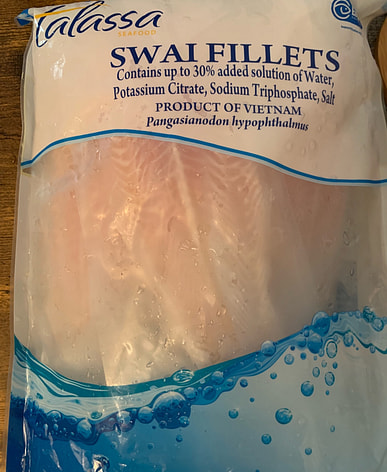 Talassa
SEAFOOD
SWAI FILLETS
Contains up to 30% added solution of Water,
Potassium Citrate, Sodium Triphosphate, Salt
PRODUCT OF VIETNAM
Pangasianodon hypophthalmus